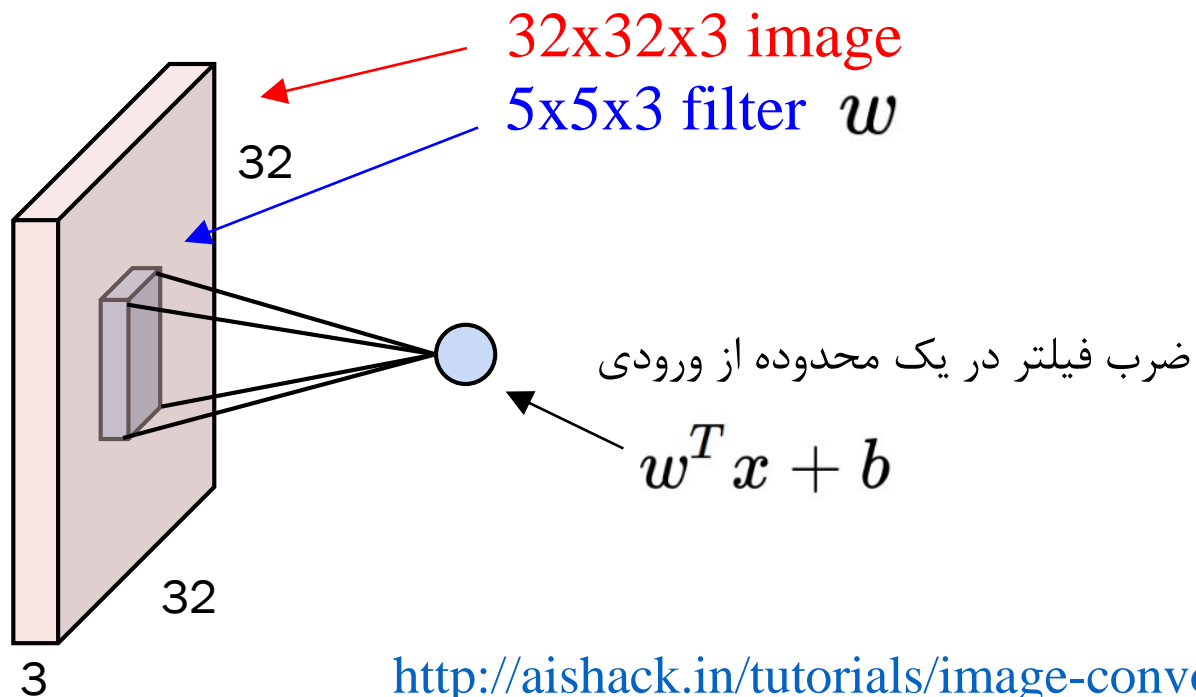 32x32x3 image
5x5x3 filter w
32
ضرب فیلتر در یک محدوده از ورودی
w^T x + b
32
3
http://aishack.in/tutorials/image-conv